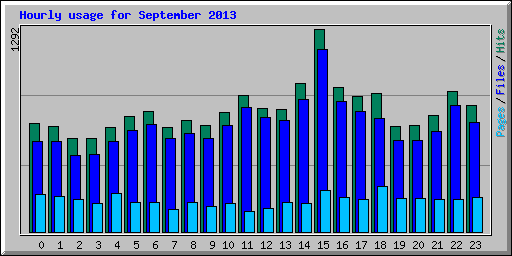 Hourly usage for September 2013
1292
Pages / Files / Hits
0 1 2 3 4 5 6 7 8 9 10 11 12 13 14 15 16 17 18 19 20 21 22 23